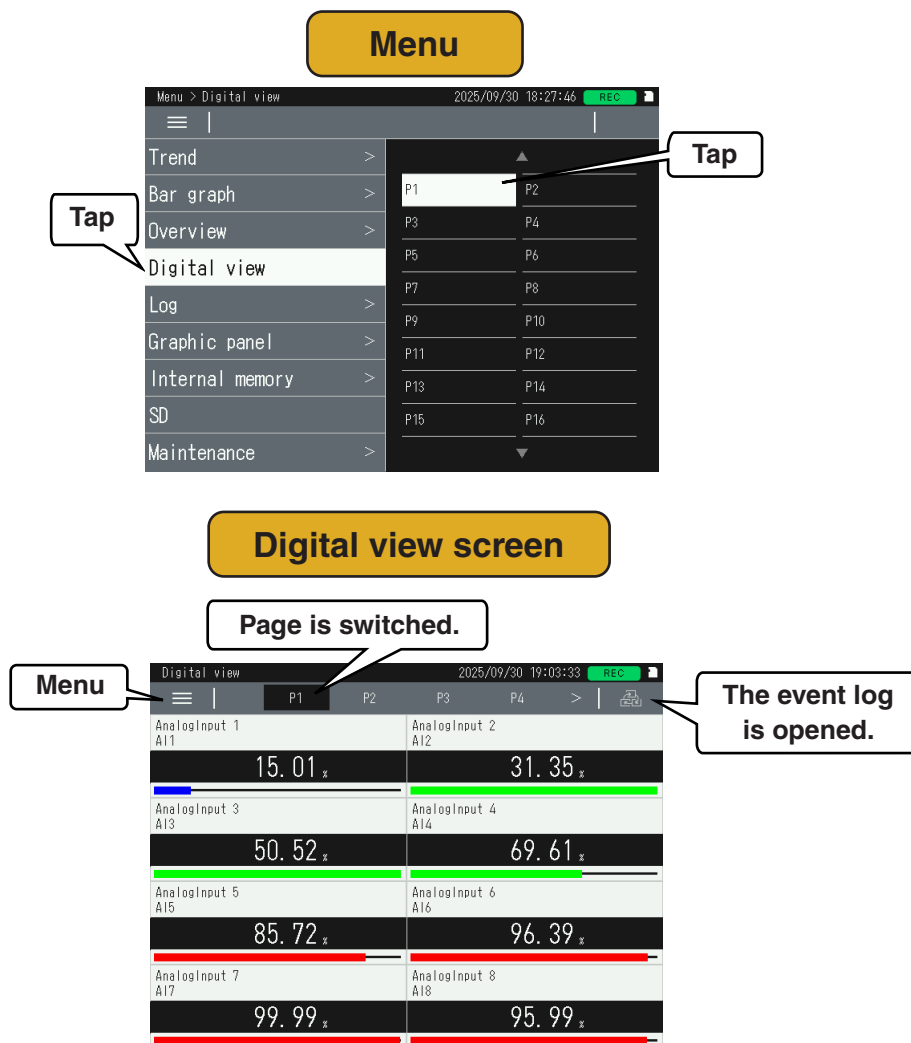 Menu
Menu > Digital view 2025/09/30 18:27:46 REC
Trend >
Bar graph >
Overview >
Digital view
Log >
Graphic panel >
Internal memory >
SD
Maintenance >
P1 P2
P3 P4
P5 P6
P7 P8
P9 P10
P11 P12
P13 P14
P15 P16
Tap
Tap
Digital view screen
Page is switched.
Menu
Digital view 2025/09/30 19:03:33 REC
P1 P2 P3 P4 >
The event log
is opened.
AnalogInput 1 AnalogInput 2
AI1 AI2
15.01 % 31.35 %
AnalogInput 3 AnalogInput 4
AI3 AI4
50.52 % 69.61 %
AnalogInput 5 AnalogInput 6
AI5 AI6
85.72 % 96.39 %
AnalogInput 7 AnalogInput 8
AI7 AI8
99.99 % 95.99 %